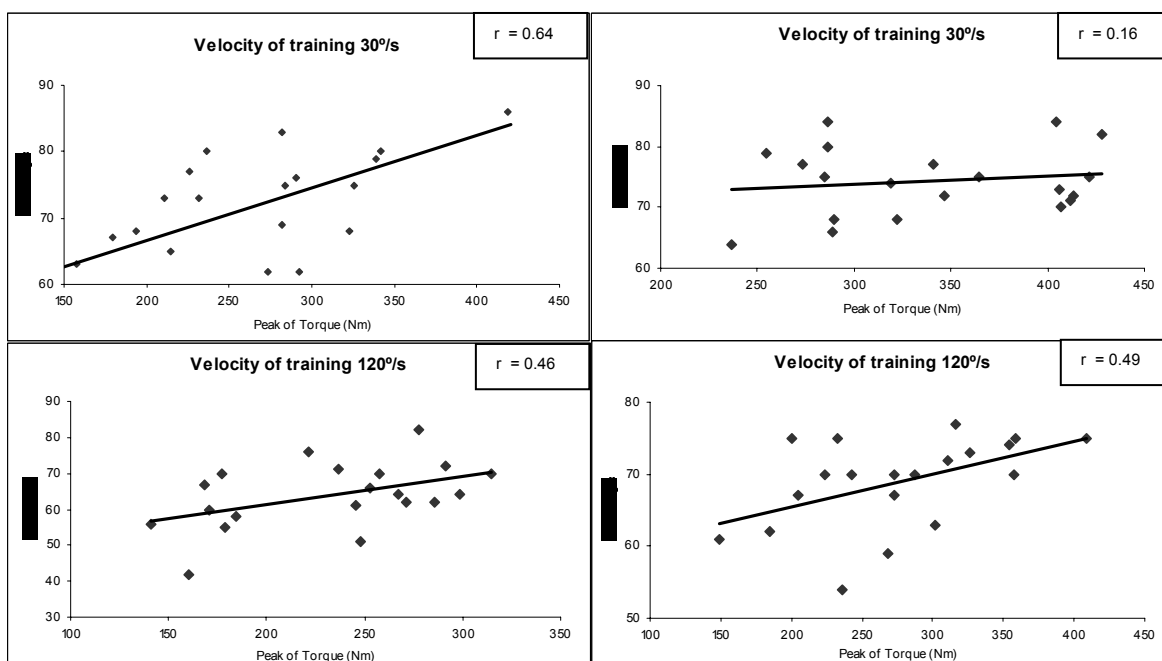 Velocity of training 30º/s
r = 0.64
90
80
70
60
150 200 250 300 350 400 450
Peak of Torque (Nm)
Velocity of training 30º/s
r = 0.16
90
80
70
60
200 250 300 350 400 450
Peak of Torque (Nm)
Velocity of training 120º/s
r = 0.46
90
80
70
60
50
40
30
100 150 200 250 300 350
Peak of Torque (Nm)
Velocity of training 120º/s
r = 0.49
80
70
60
50
100 150 200 250 300 350 400 450
Peak of Torque (Nm)